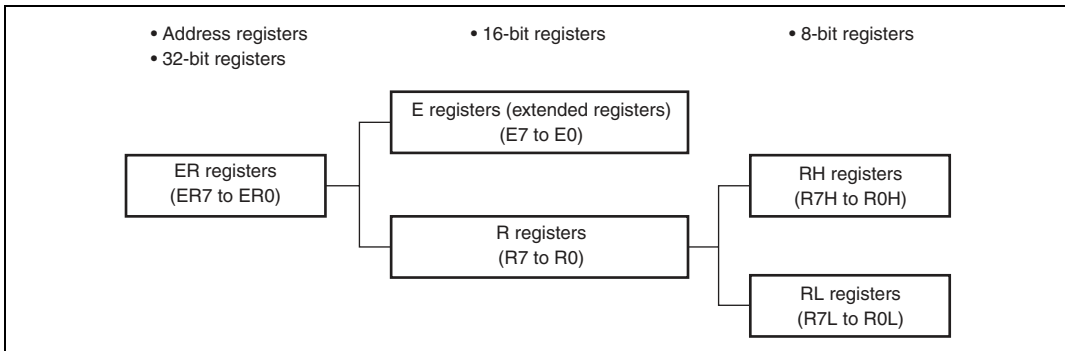 • Address registers
• 32-bit registers
• 16-bit registers
• 8-bit registers
E registers (extended registers)
(E7 to E0)
ER registers
(ER7 to ER0)
RH registers
(R7H to R0H)
R registers
(R7 to R0)
RL registers
(R7L to R0L)